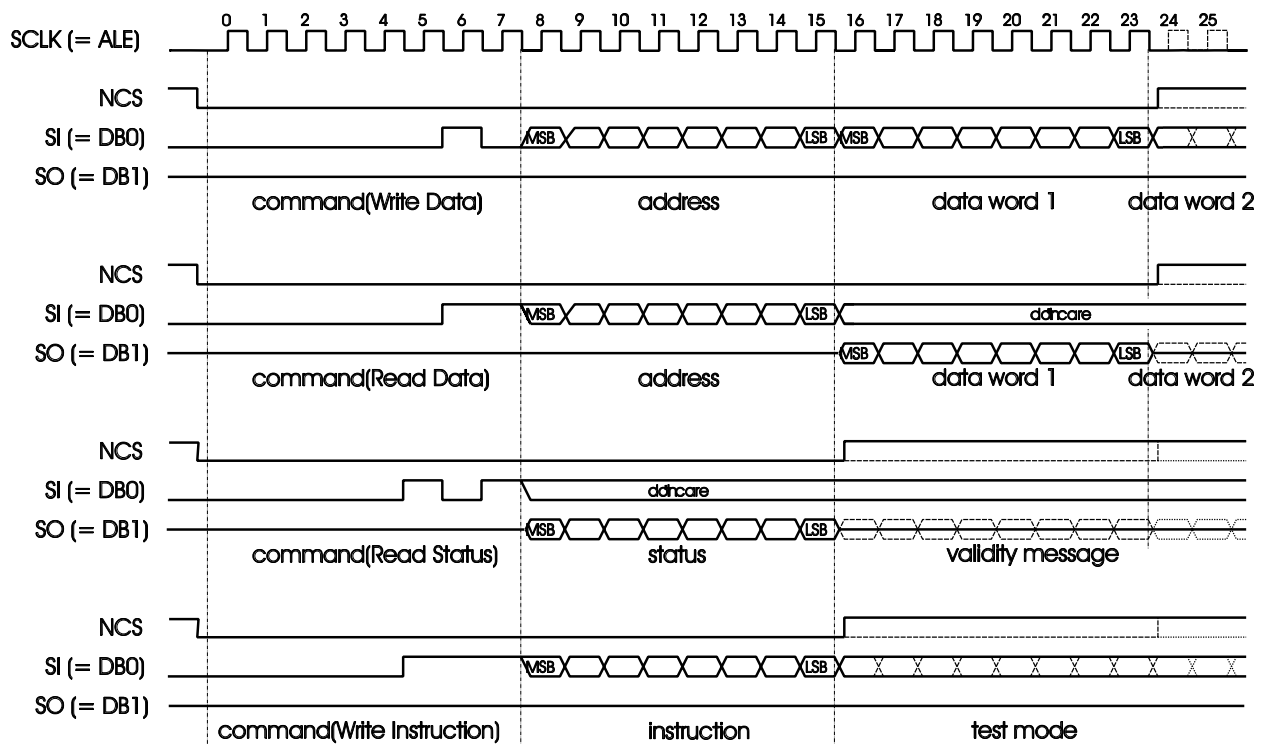 0 1 2 3 4 5 6 7 8 9 10 11 12 13 14 15 16 17 18 19 20 21 22 23 24 25
SCLK (= ALE)
NCS
SI (= DB0) MSB LSB MSB LSB
SO (= DB1)
command(Write Data) address data word 1 data word 2
NCS
SI (= DB0) MSB LSB
SO (= DB1) MSB LSB
command(Read Data) address data word 1 data word 2
NCS
SI (= DB0)
SO (= DB1) MSB LSB
command(Read Status) status validity message
NCS
SI (= DB0) MSB LSB
SO (= DB1)
command(Write Instruction) instruction test mode